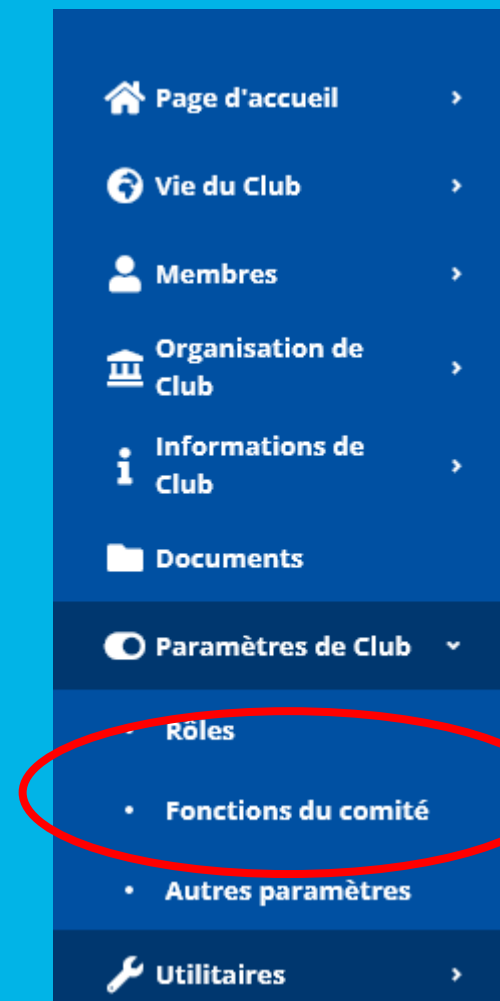 Page d'accueil
Vie du Club
Membres
Organisation de
Club
Informations de
Club
Documents
Paramètres de Club
Rôles
Fonctions du comité
Autres paramètres
Utilitaires